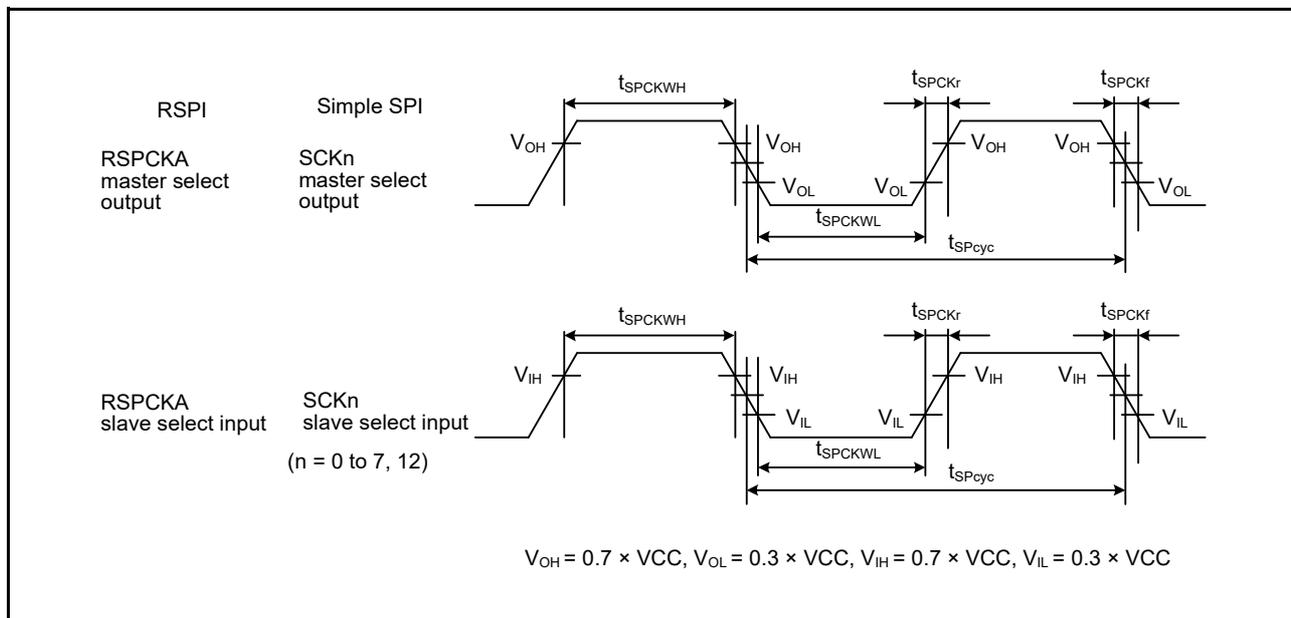 RSPI
Simple SPI
RSPCKA
master select
output
SCKn
master select
output
tSPCKWH
tSPCKr
tSPCKf
VOH
VOH
VOL
VOL
VOH
VOH
VOL
tSPCKWL
tSPcyc
RSPCKA
slave select input
SCKn
slave select input
(n = 0 to 7, 12)
tSPCKWH
tSPCKr
tSPCKf
VIH
VIH
VIL
VIL
VIH
VIH
VIL
tSPCKWL
tSPcyc
VOH = 0.7 × VCC, VOL = 0.3 × VCC, VIH = 0.7 × VCC, VIL = 0.3 × VCC